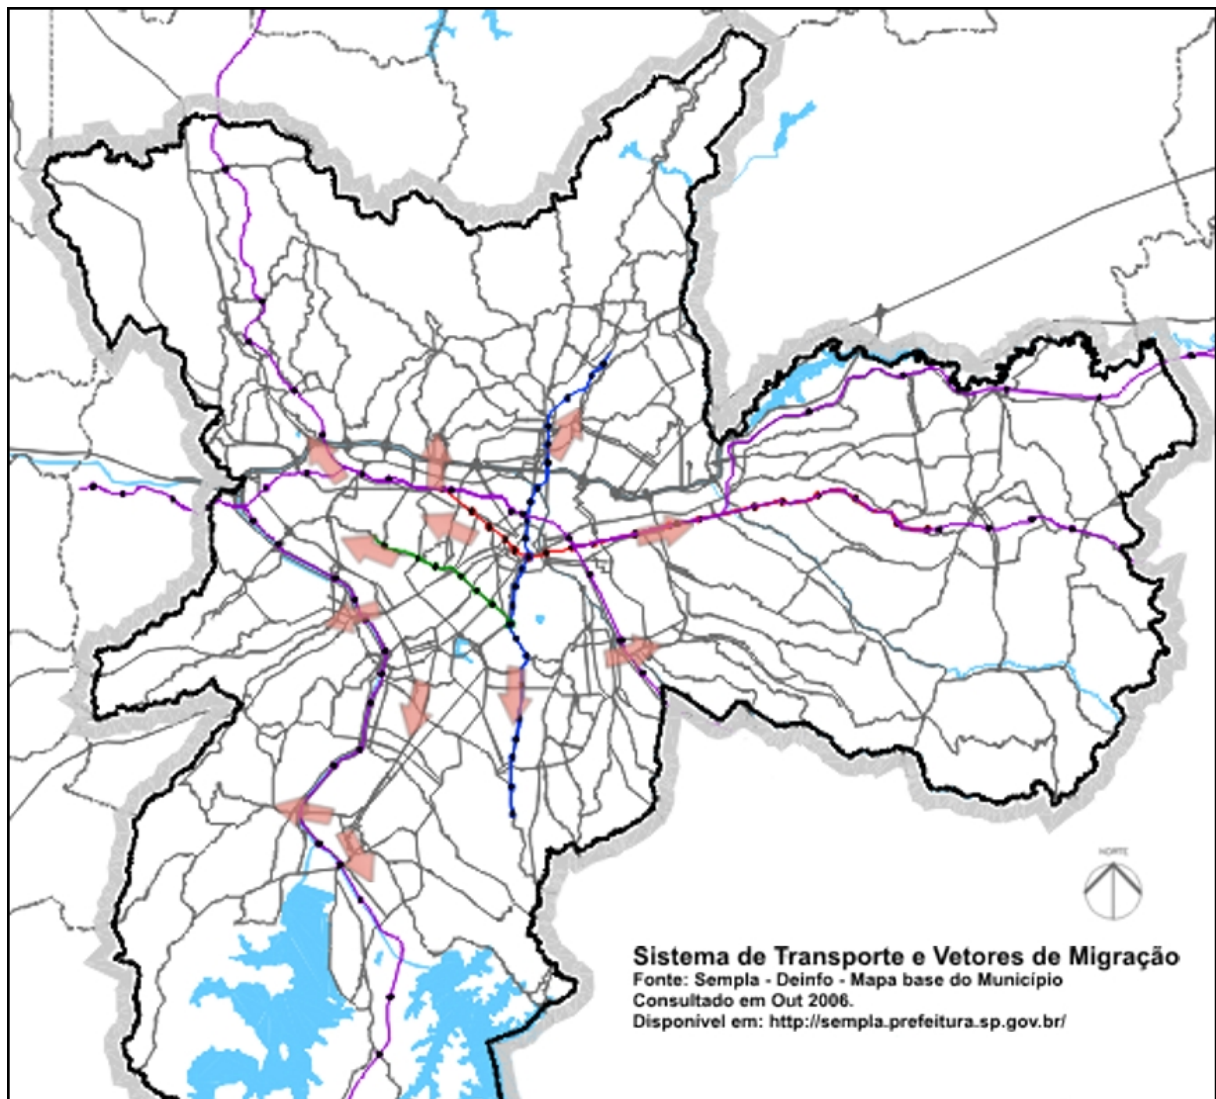 NORTE
Sistema de Transporte e Vetores de Migração
Fonte: Sempla - Deinfo - Mapa base do Município
Consultado em Out 2006.
Disponível em: http://sempla.prefeitura.sp.gov.br/